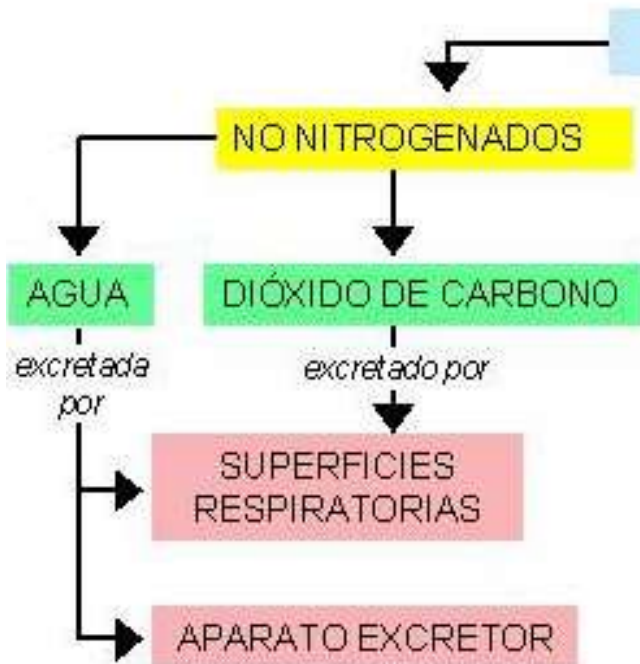 NO NITROGENADOS
AGUA
DIÓXIDO DE CARBONO
excretada
por
excretado por
SUPERFICIES
RESPIRATORIAS
APARATO EXCRETOR